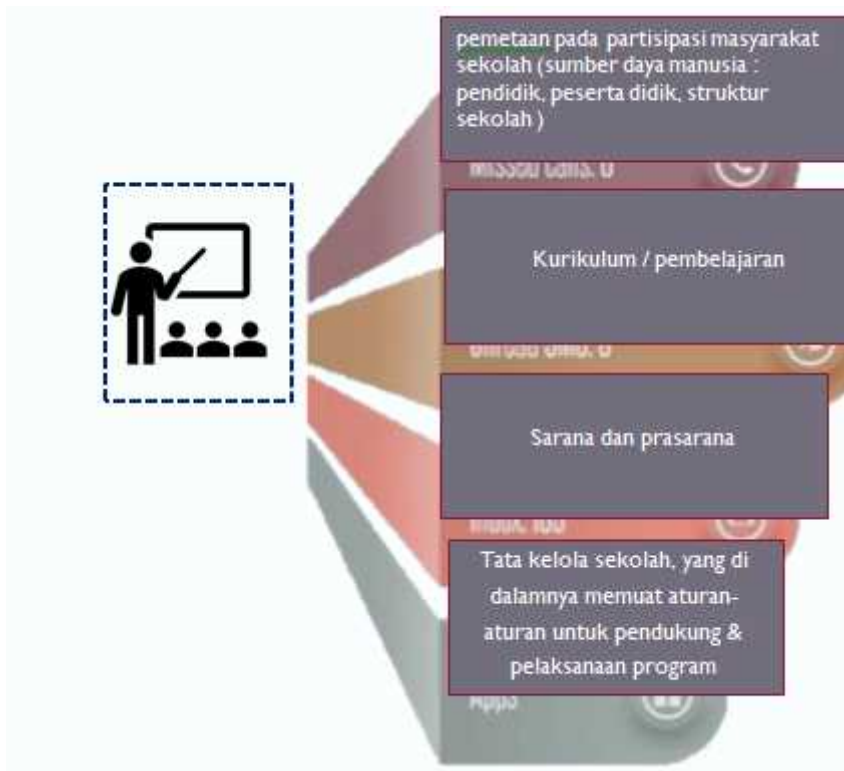 pemetaan pada partisipasi masyarakat
sekolah (sumber daya manusia :
pendidik, peserta didik, struktur
sekolah )
Kurikulum / pembelajaran
Sarana dan prasarana
Tata kelola sekolah, yang di
dalamnya memuat aturan-
aturan untuk pendukung &
pelaksanaan program
Apps